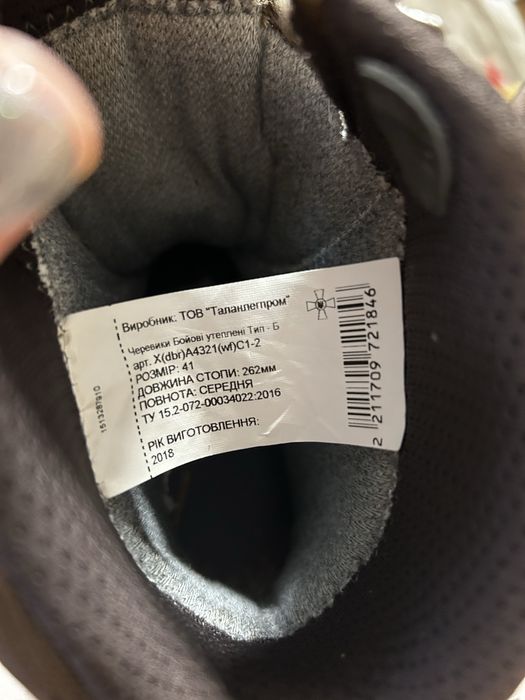 Виробник: ТОВ "Таланлегпром"
Черевики Бойові утеплені Тип - Б
арт. X(dbr)A4321(wf)C1-2
РОЗМІР: 41
ДОВЖИНА СТОПИ: 262мм
ПОВНОТА: СЕРЕДНЯ
ТУ 15.2-072-00034022:2016
РІК ВИГОТОВЛЕННЯ:
2018
2 211709 721846